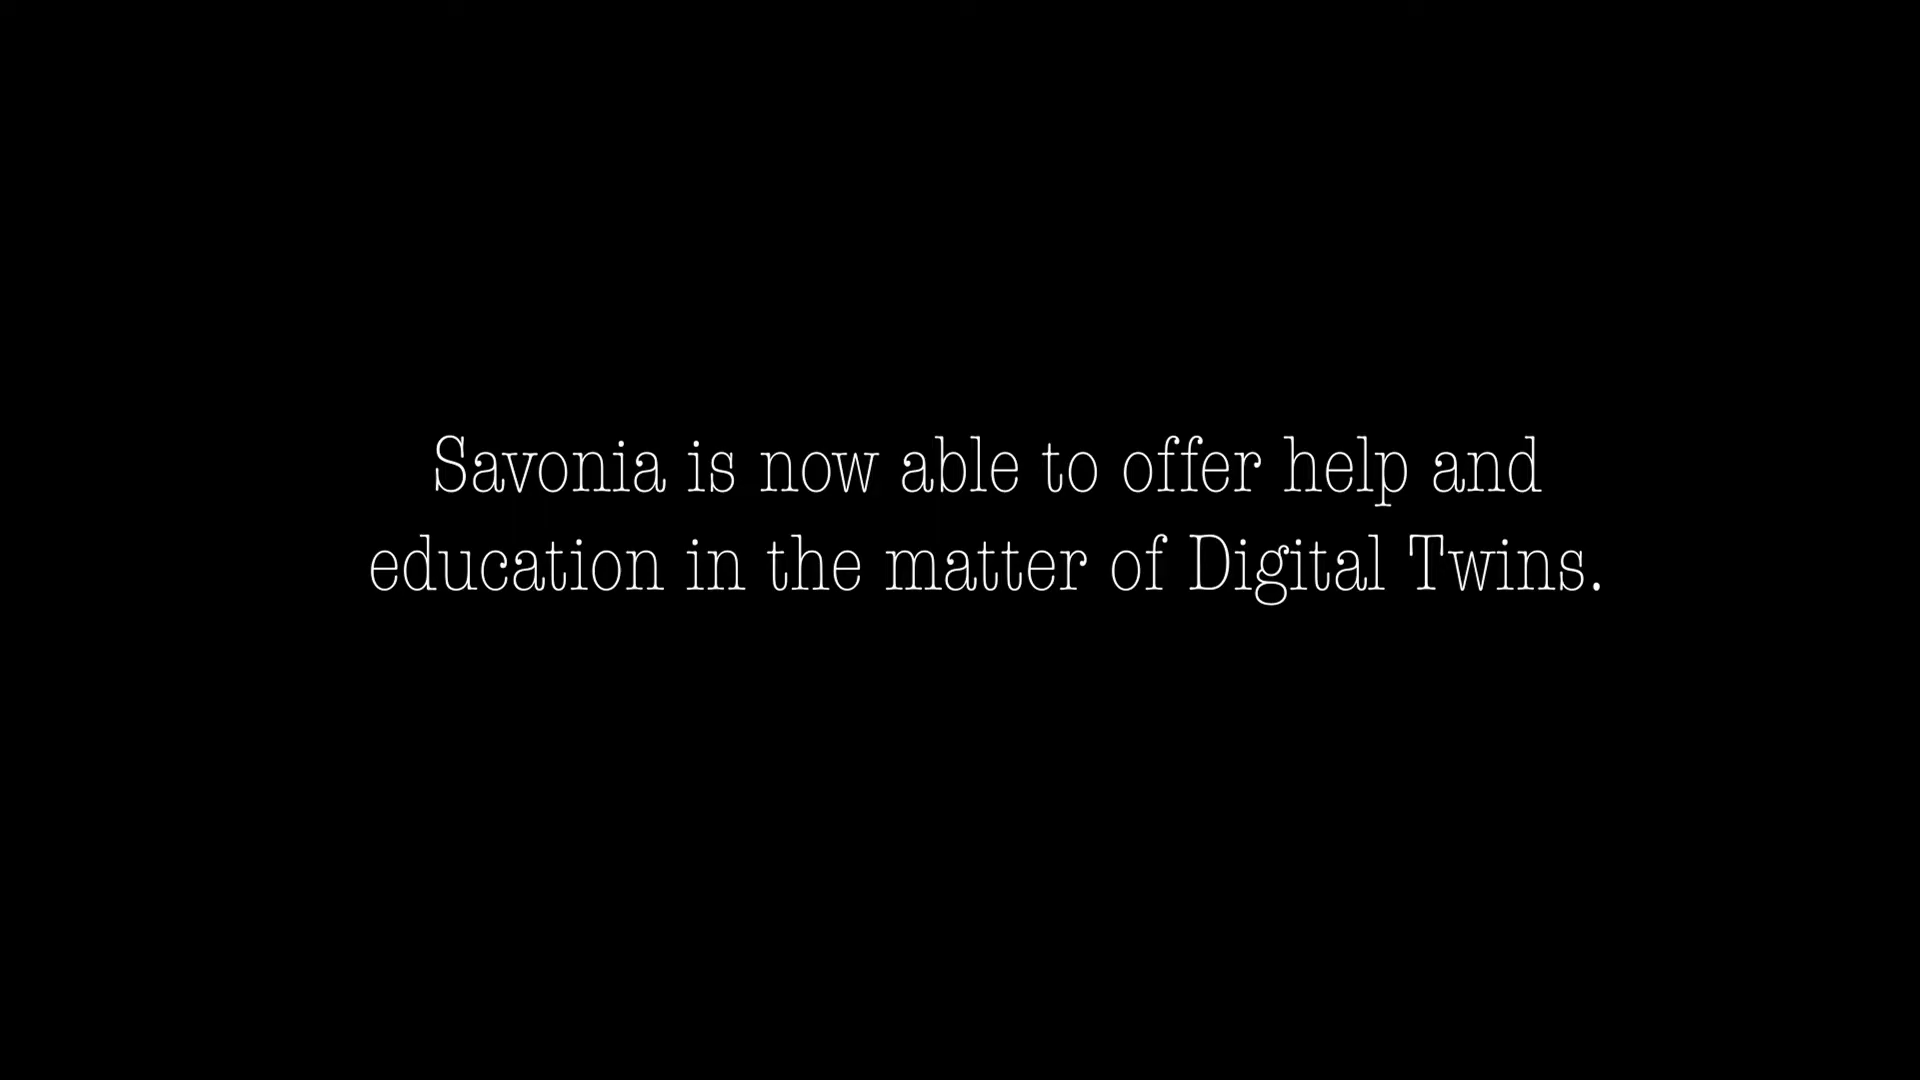 Savonia is now able to offer help and
education in the matter of Digital Twins.